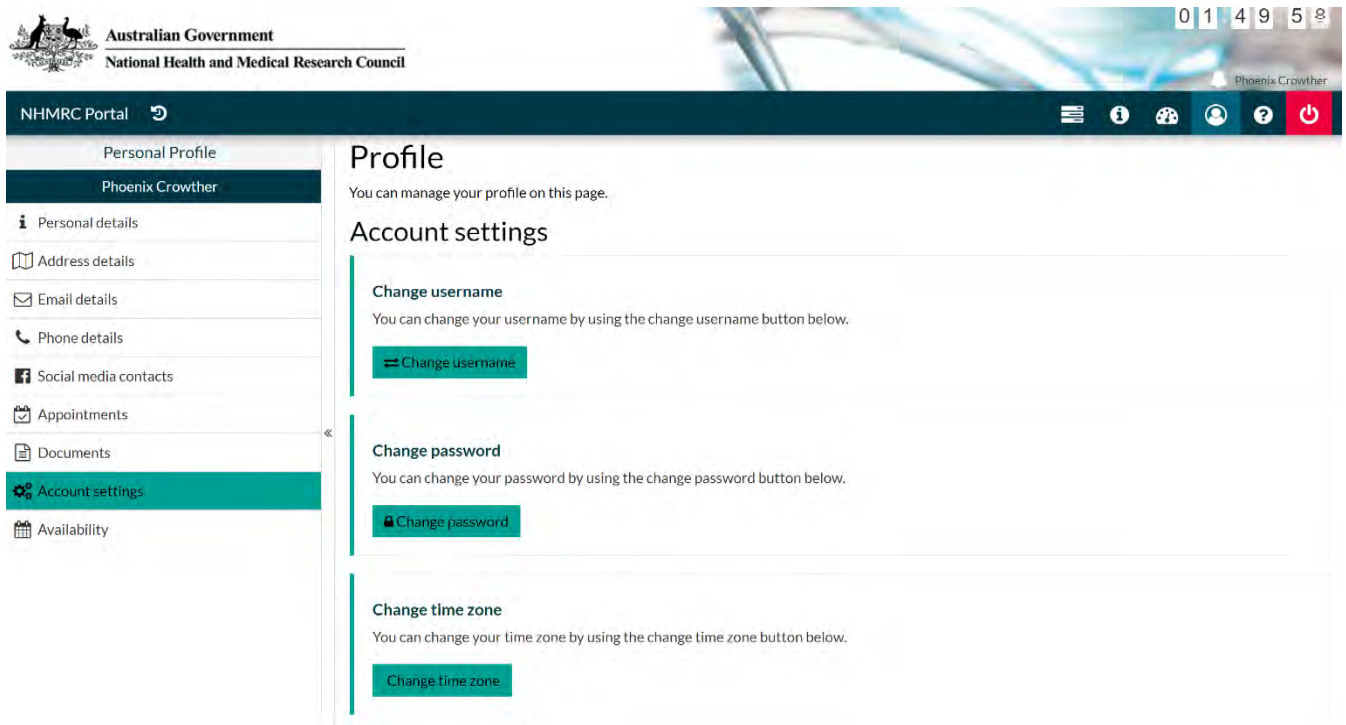 Australian Government
National Health and Medical Research Council
01 49 58
Phoenix Crowther
NHMRC Portal
Personal Profile
Phoenix Crowther
Personal details
Address details
Email details
Phone details
Social media contacts
Appointments
Documents
Account settings
Availability
Profile
You can manage your profile on this page.
Account settings
Change username
You can change your username by using the change username button below.
Change username
Change password
You can change your password by using the change password button below.
Change password
Change time zone
You can change your time zone by using the change time zone button below.
Change time zone